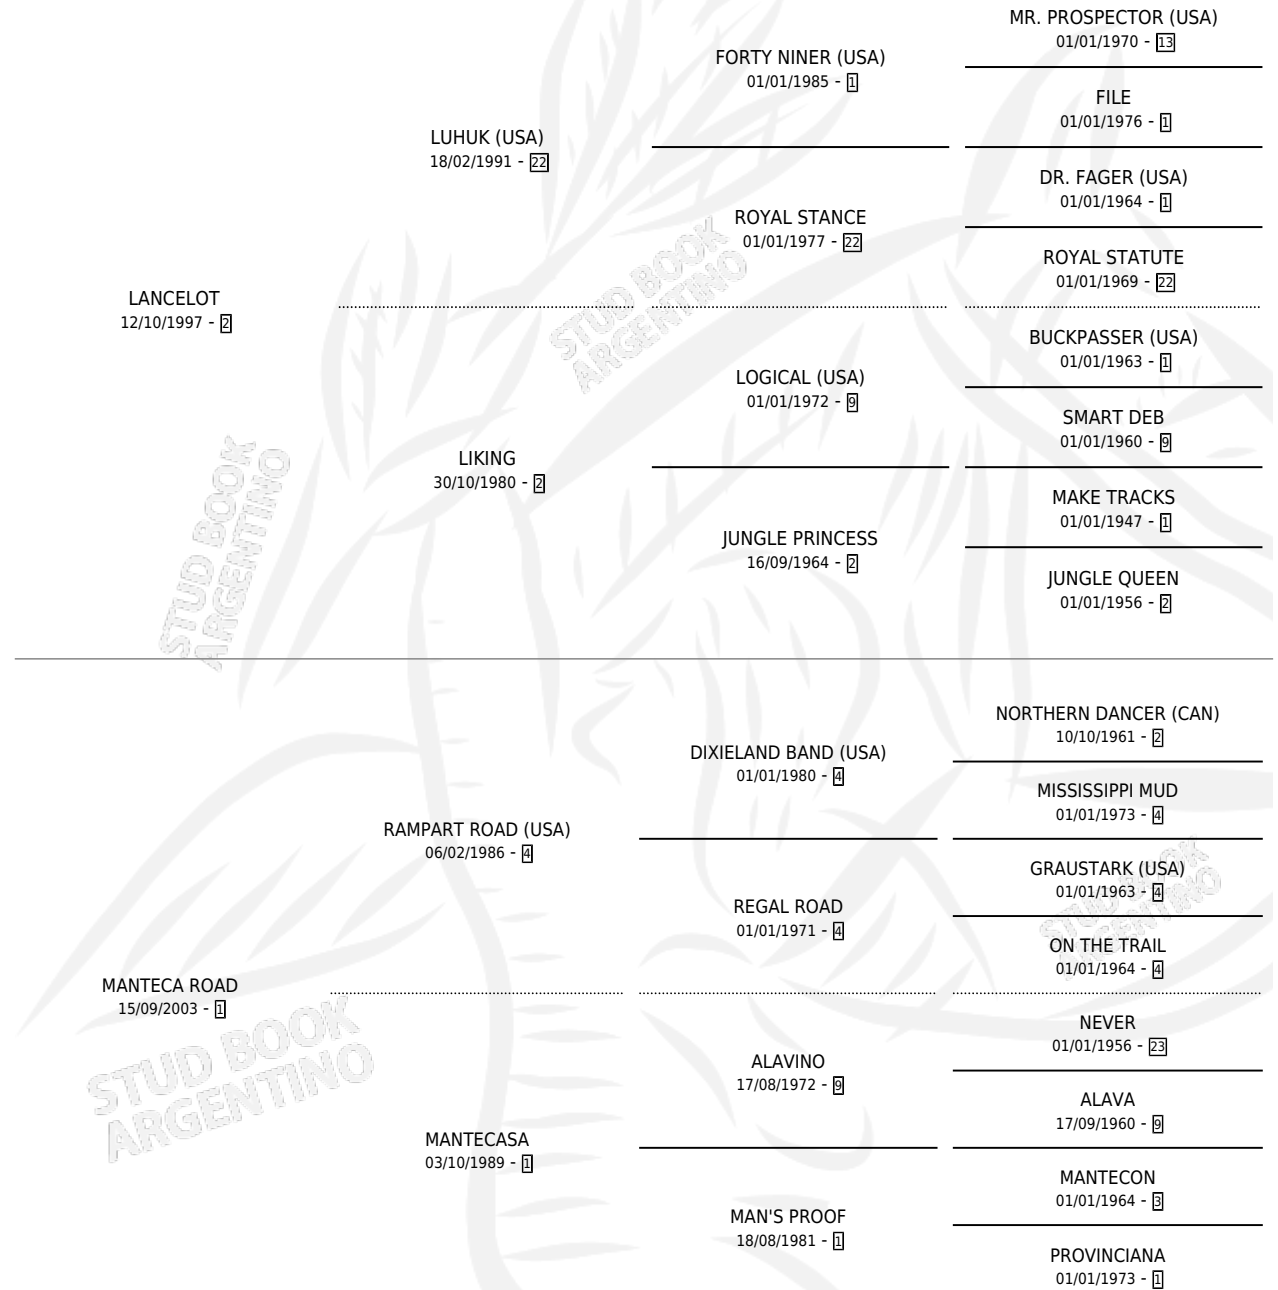 MR. PROSPECTOR (USA)
01/01/1970 - 13
FORTY NINER (USA)
01/01/1985 - 1
FILE
01/01/1976 - 1
LUHUK (USA)
18/02/1991 - 22
DR. FAGER (USA)
01/01/1964 - 1
ROYAL STANCE
01/01/1977 - 22
ROYAL STATUTE
01/01/1969 - 22
LANCELOT
12/10/1997 - 2
BUCKPASSER (USA)
01/01/1963 - 1
LOGICAL (USA)
01/01/1972 - 9
SMART DEB
01/01/1960 - 9
LIKING
30/10/1980 - 2
MAKE TRACKS
01/01/1947 - 1
JUNGLE PRINCESS
16/09/1964 - 2
JUNGLE QUEEN
01/01/1956 - 2
STUD BOOK
ARGENTINO
STUD BOOK
ARGENTINO
NORTHERN DANCER (CAN)
10/10/1961 - 2
DIXIELAND BAND (USA)
01/01/1980 - 4
MISSISSIPPI MUD
01/01/1973 - 4
RAMPART ROAD (USA)
06/02/1986 - 4
GRAUSTARK (USA)
01/01/1963 - 4
REGAL ROAD
01/01/1971 - 4
ON THE TRAIL
01/01/1964 - 4
MANTECA ROAD
15/09/2003 - 1
NEVER
01/01/1956 - 23
ALAVINO
17/08/1972 - 9
ALAVA
17/09/1960 - 9
MANTECASA
03/10/1989 - 1
MANTECON
01/01/1964 - 3
MAN'S PROOF
18/08/1981 - 1
PROVINCIANA
01/01/1973 - 1
STUD BOOK
ARGENTINO
STUD BOOK
ARGENTINO